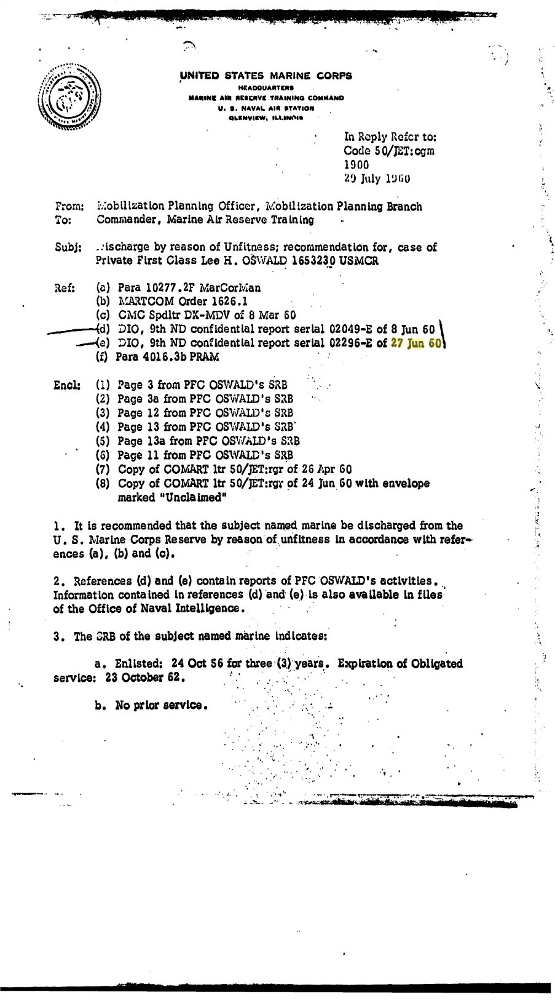 UNITED STATES MARINE CORPS
HEADQUARTERS
MARINE AIR RESERVE TRAINING COMMAND
U. S. NAVAL AIR STATION
GLENVIEW, ILLINOIS
In Reply Refer to:
Code 50/JET:cgm
1900
29 July 1960
From: Mobilization Planning Officer, Mobilization Planning Branch
To: Commander, Marine Air Reserve Training
Subj: Discharge by reason of Unfitness; recommendation for, case of
Private First Class Lee H. OSWALD 1653230 USMCR
Ref: (a) Para 10277.2F MarCorMan
(b) MARTCOM Order 1626.1
(c) CMC Spdltr DK-MDV of 8 Mar 60
(d) DIO, 9th ND confidential report serial 02049-E of 8 Jun 60
(e) DIO, 9th ND confidential report serial 02296-E of 27 Jun 60
(f) Para 4016.3b PRAM
Encl: (1) Page 3 from PFC OSWALD's SRB
(2) Page 3a from PFC OSWALD's SRB
(3) Page 12 from PFC OSWALD's SRB
(4) Page 13 from PFC OSWALD's SRB
(5) Page 13a from PFC OSWALD's SRB
(6) Page 11 from PFC OSWALD's SRB
(7) Copy of COMART ltr 50/JET:rgr of 26 Apr 60
(8) Copy of COMART ltr 50/JET:rgr of 24 Jun 60 with envelope
marked "Unclaimed"
1. It is recommended that the subject named marine be discharged from the
U. S. Marine Corps Reserve by reason of unfitness in accordance with refer-
ences (a), (b) and (c).
2. References (d) and (e) contain reports of PFC OSWALD's activities.
Information contained in references (d) and (e) is also available in files
of the Office of Naval Intelligence.
3. The SRB of the subject named marine indicates:
a. Enlisted: 24 Oct 56 for three (3) years. Expiration of Obligated
service: 23 October 62.
b. No prior service.